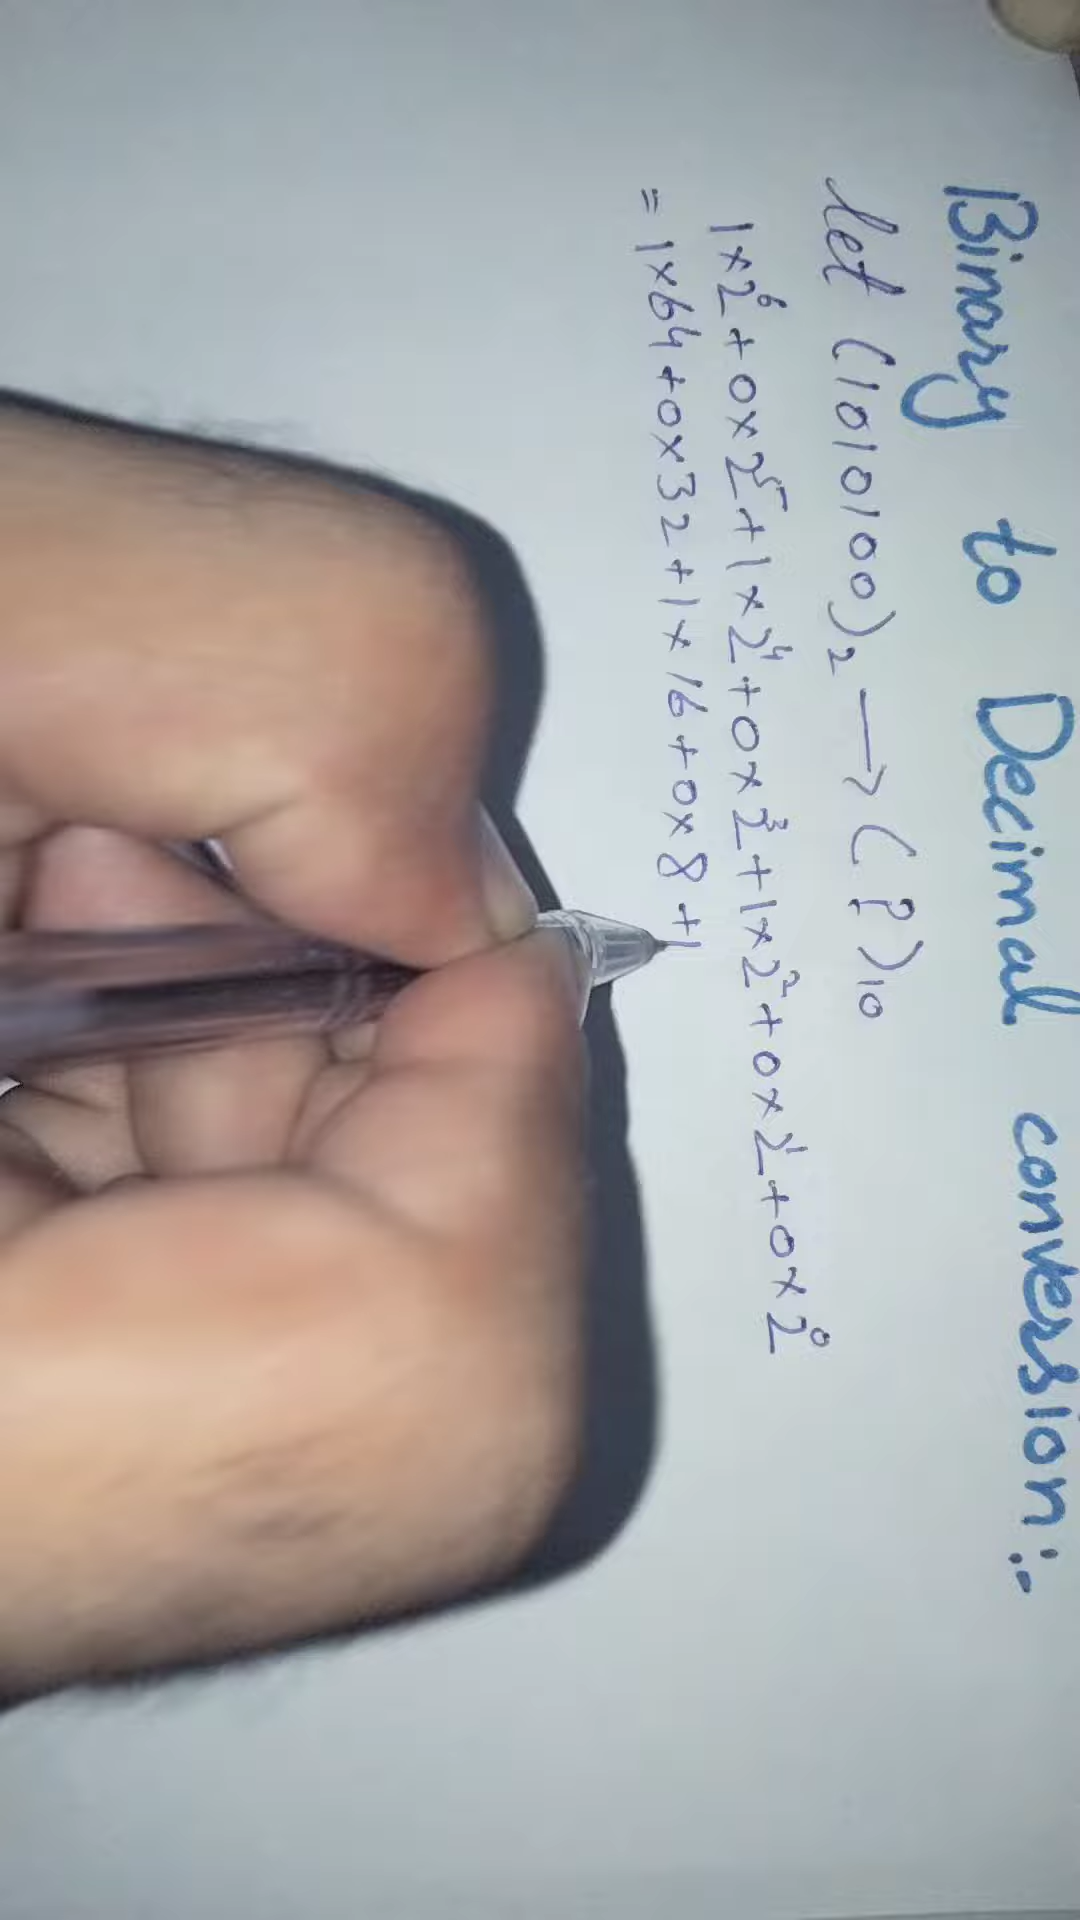 Binary to Decimal conversion :-
let (1010100)₂ → ( ? )₁₀
1×2⁶ + 0×2⁵ + 1×2⁴ + 0×2³ + 1×2² + 0×2¹ + 0×2⁰
= 1×64 + 0×32 + 1×16 + 0×8 + 1